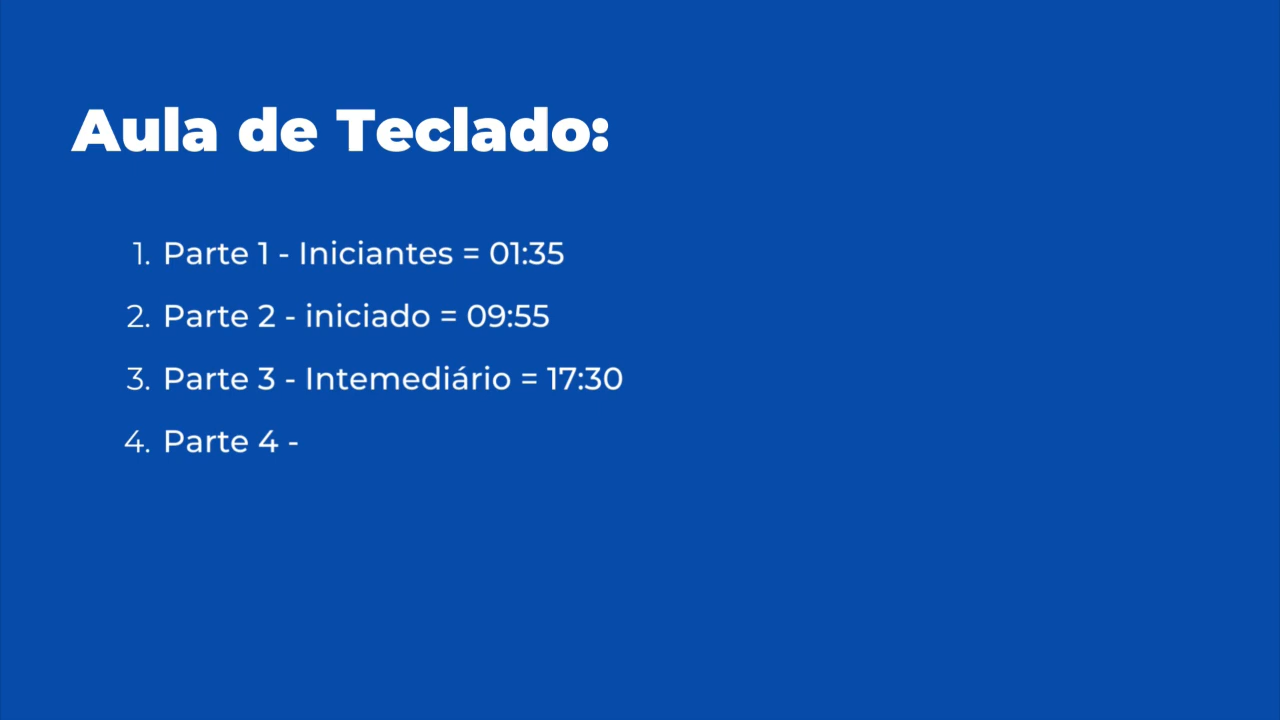 Aula de Teclado:
1. Parte 1 - Iniciantes = 01:35
2. Parte 2 - iniciado = 09:55
3. Parte 3 - Intemediário = 17:30
4. Parte 4 -